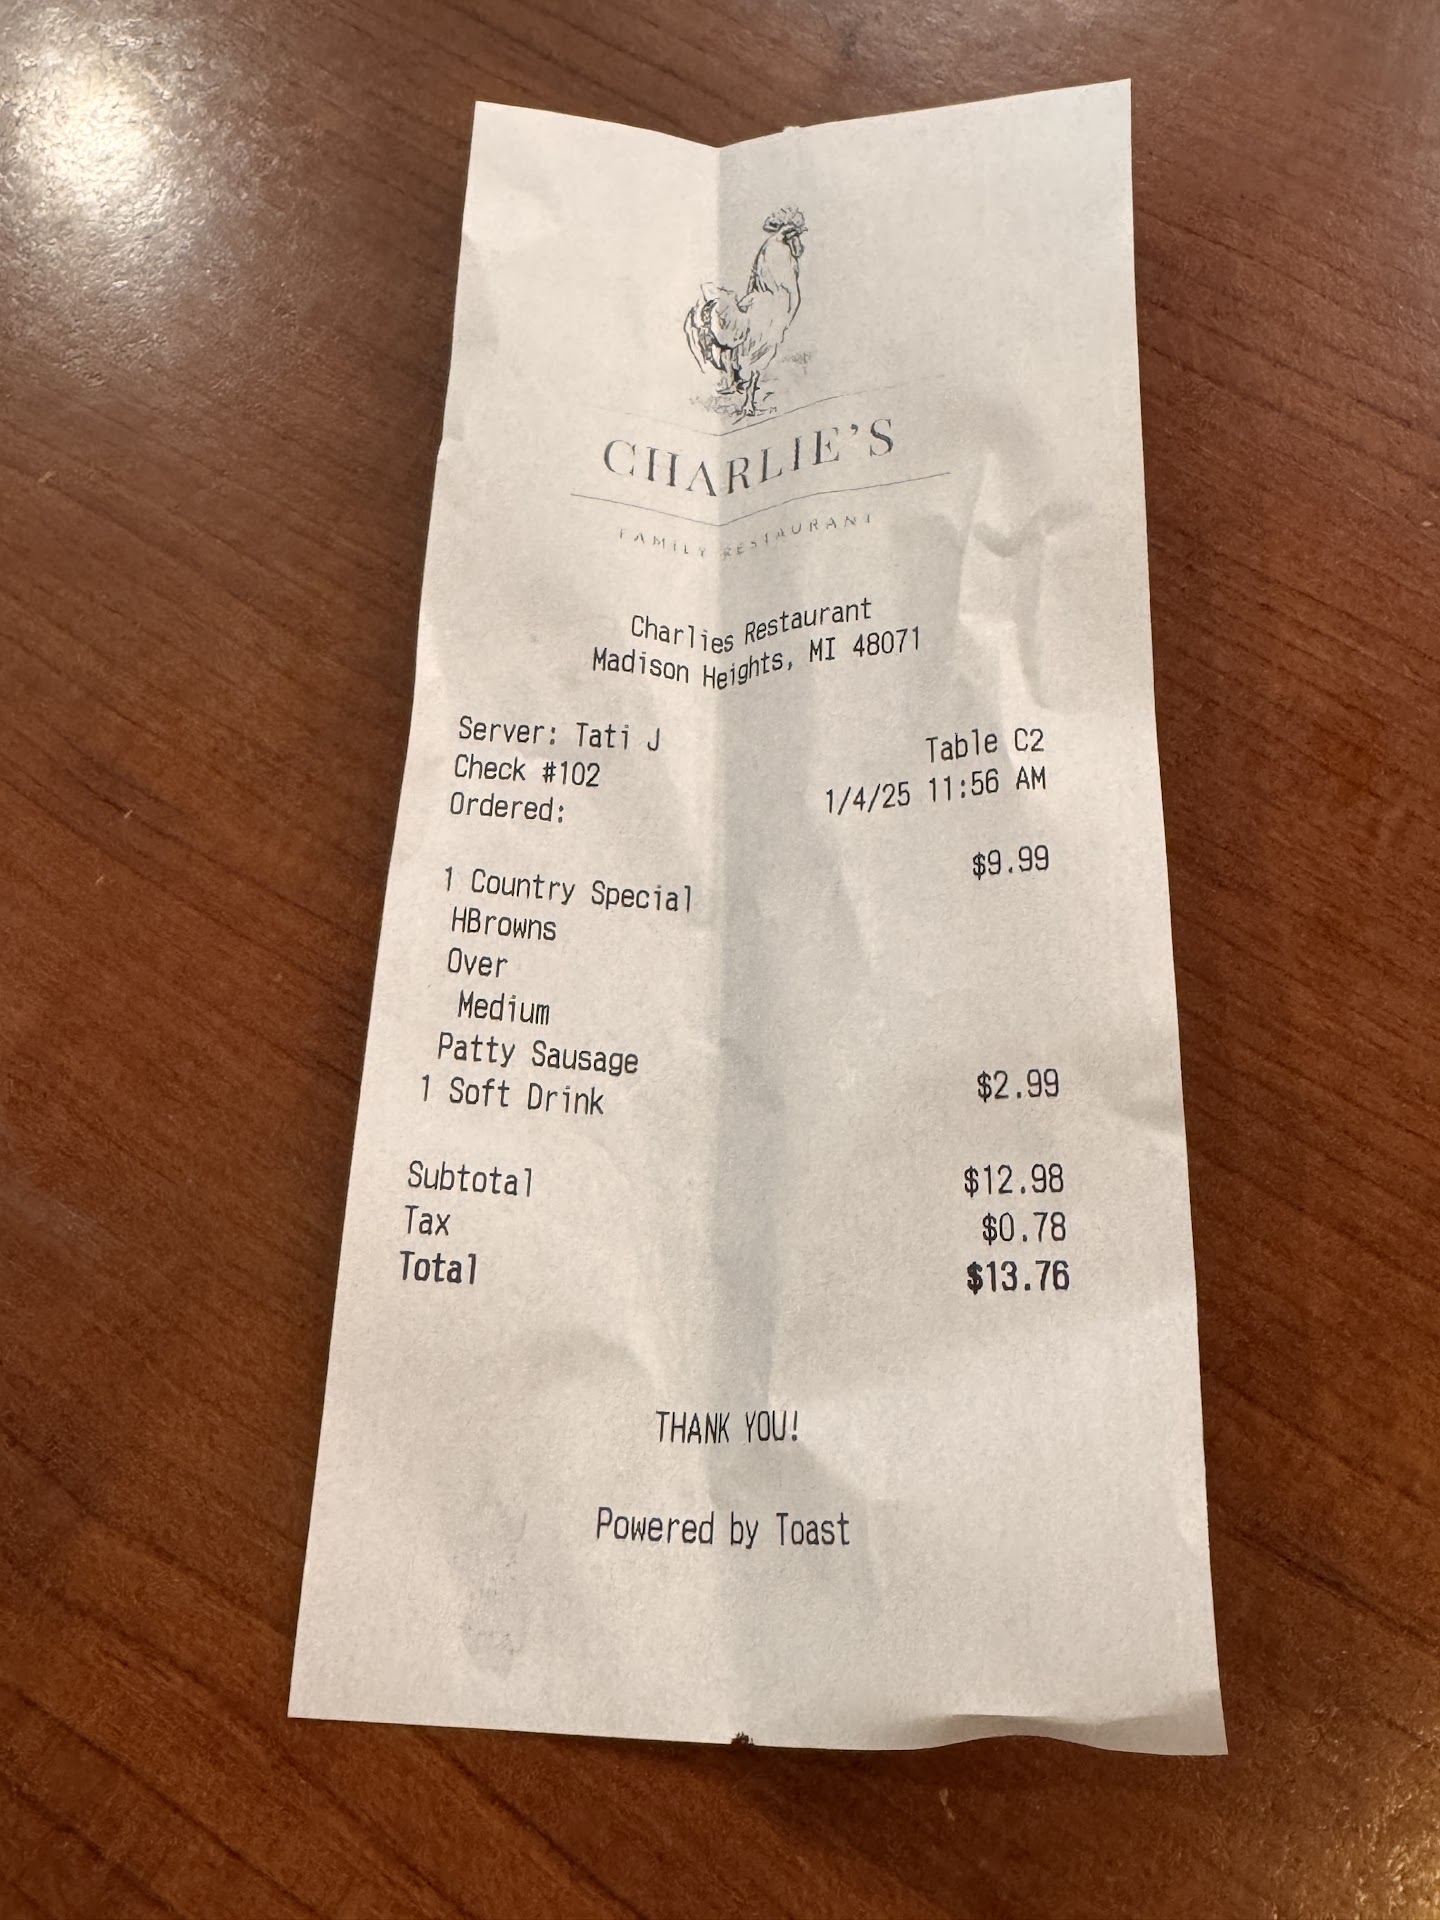 CHARLIE'S
FAMILY RESTAURANT
Charlies Restaurant
Madison Heights, MI 48071
Server: Tati J
Table C2
Check #102
1/4/25 11:56 AM
Ordered:
1 Country Special $9.99
HBrowns
Over
Medium
Patty Sausage
1 Soft Drink $2.99
Subtotal $12.98
Tax $0.78
Total $13.76
THANK YOU!
Powered by Toast